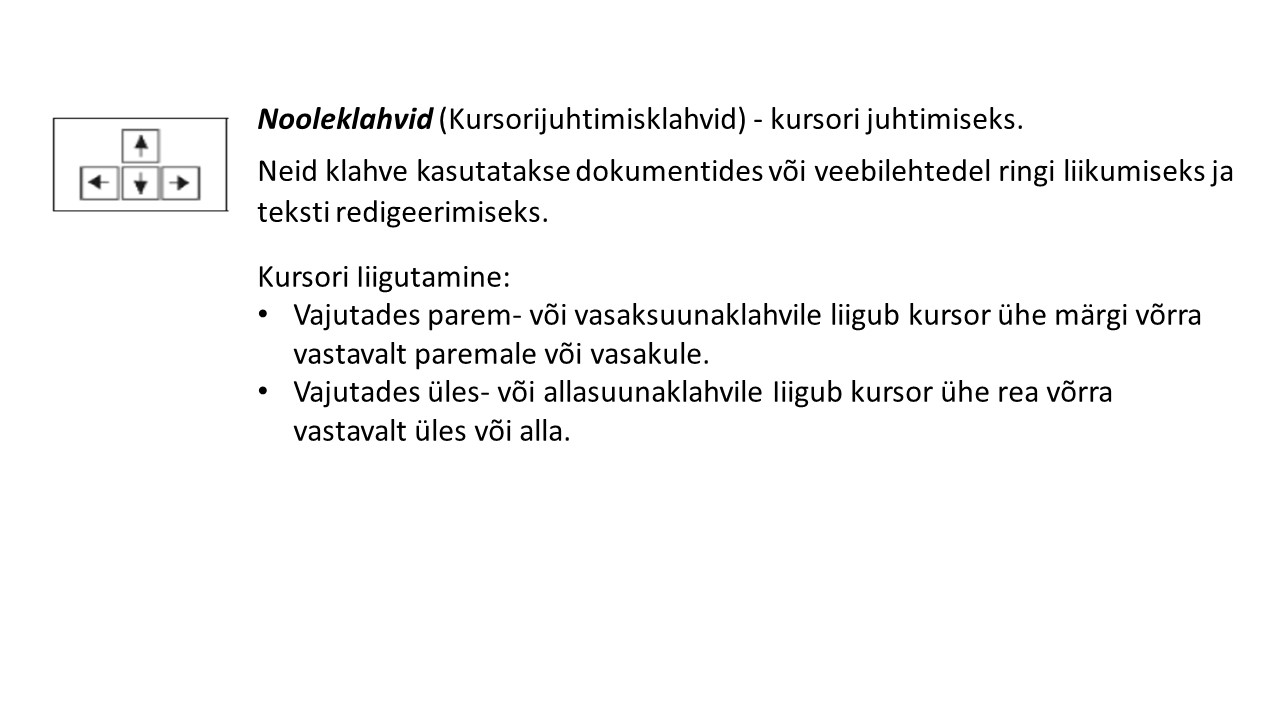 Nooleklahvid (Kursorijuhtimisklahvid) - kursori juhtimiseks.
Neid klahve kasutatakse dokumentides või veebilehtedel ringi liikumiseks ja
teksti redigeerimiseks.
Kursori Iiigutamine:
• Vajutades parem- või vasaksuunaklahvile liigub kursor ühe märgi võrra
vastavalt paremale või vasakule.
• Vajutades üles- või allasuunaklahvile Iiigub kursor ühe rea võrra
vastavalt üles või alla.